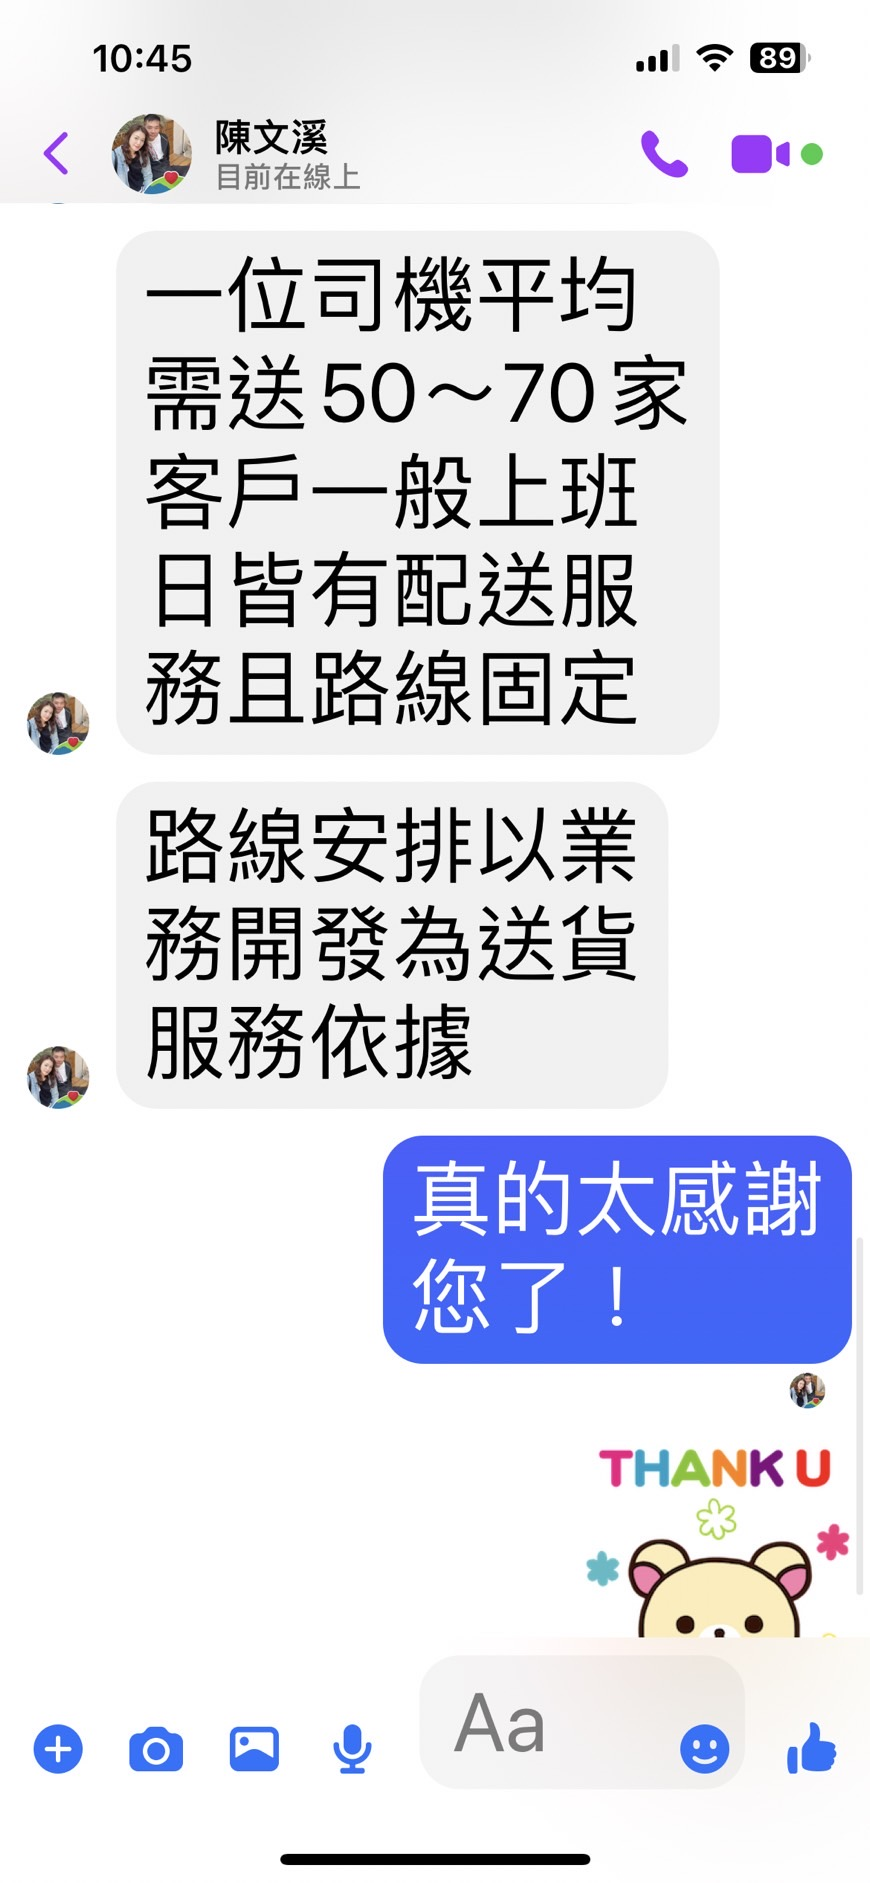 10:45
89
陳文溪
目前在線上
一位司機平均
需送50～70家
客戶一般上班
日皆有配送服
務且路線固定
路線安排以業
務開發為送貨
服務依據
真的太感謝
您了！
THANK U
Aa